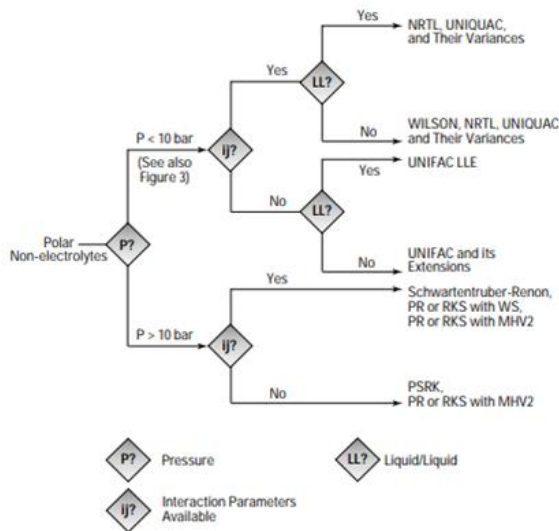 Yes
NRTL, UNIQUAC,
and Their Variances
Yes
LL?
P < 10 bar
No
WILSON, NRTL, UNIQUAC
and Their Variances
ij?
(See also
Figure 3)
Yes
UNIFAC LLE
No
LL?
Polar
Non-electrolytes
P?
No
UNIFAC and its
Extensions
Yes
Schwartentruber-Renon,
PR or RKS with WS,
PR or RKS with MHV2
P > 10 bar
ij?
No
PSRK,
PR or RKS with MHV2
P? Pressure
LL? Liquid/Liquid
ij? Interaction Parameters
Available